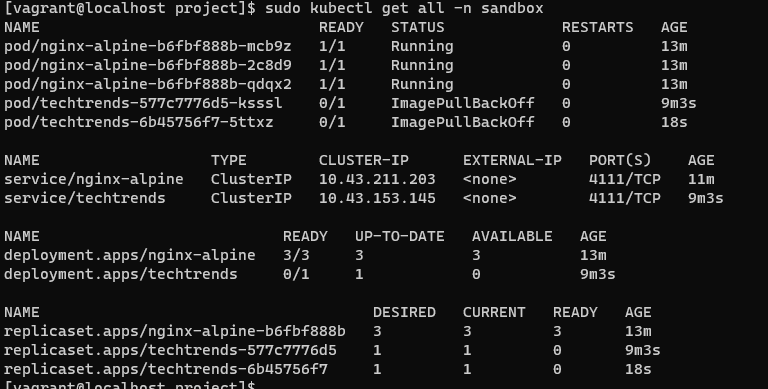 [vagrant@localhost project]$ sudo kubectl get all -n sandbox
NAME                              READY   STATUS             RESTARTS   AGE
pod/nginx-alpine-b6fbf888b-mcb9z   1/1     Running            0          13m
pod/nginx-alpine-b6fbf888b-2c8d9   1/1     Running            0          13m
pod/nginx-alpine-b6fbf888b-qdqx2   1/1     Running            0          13m
pod/techtrends-577c7776d5-ksssl    0/1     ImagePullBackOff   0          9m3s
pod/techtrends-6b45756f7-5ttxz     0/1     ImagePullBackOff   0          18s
NAME                   TYPE        CLUSTER-IP      EXTERNAL-IP   PORT(S)    AGE
service/nginx-alpine   ClusterIP   10.43.211.203   <none>        4111/TCP   11m
service/techtrends     ClusterIP   10.43.153.145   <none>        4111/TCP   9m3s
NAME                           READY   UP-TO-DATE   AVAILABLE   AGE
deployment.apps/nginx-alpine   3/3     3            3           13m
deployment.apps/techtrends     0/1     1            0           9m3s
NAME                                     DESIRED   CURRENT   READY   AGE
replicaset.apps/nginx-alpine-b6fbf888b   3         3         3       13m
replicaset.apps/techtrends-577c7776d5    1         1         0       9m3s
replicaset.apps/techtrends-6b45756f7     1         1         0       18s
[vagrant@localhost project]$